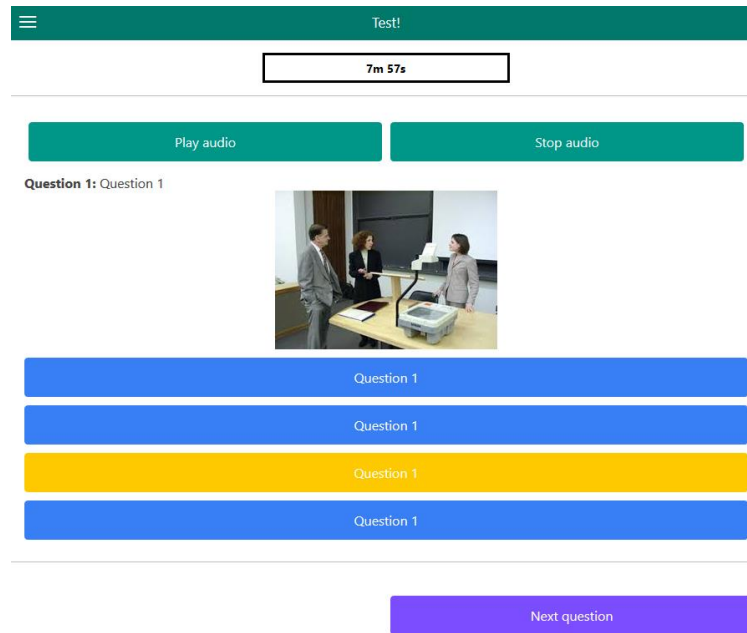 Test!
7m 57s
Play audio
Stop audio
Question 1: Question 1
Question 1
Question 1
Question 1
Question 1
Next question